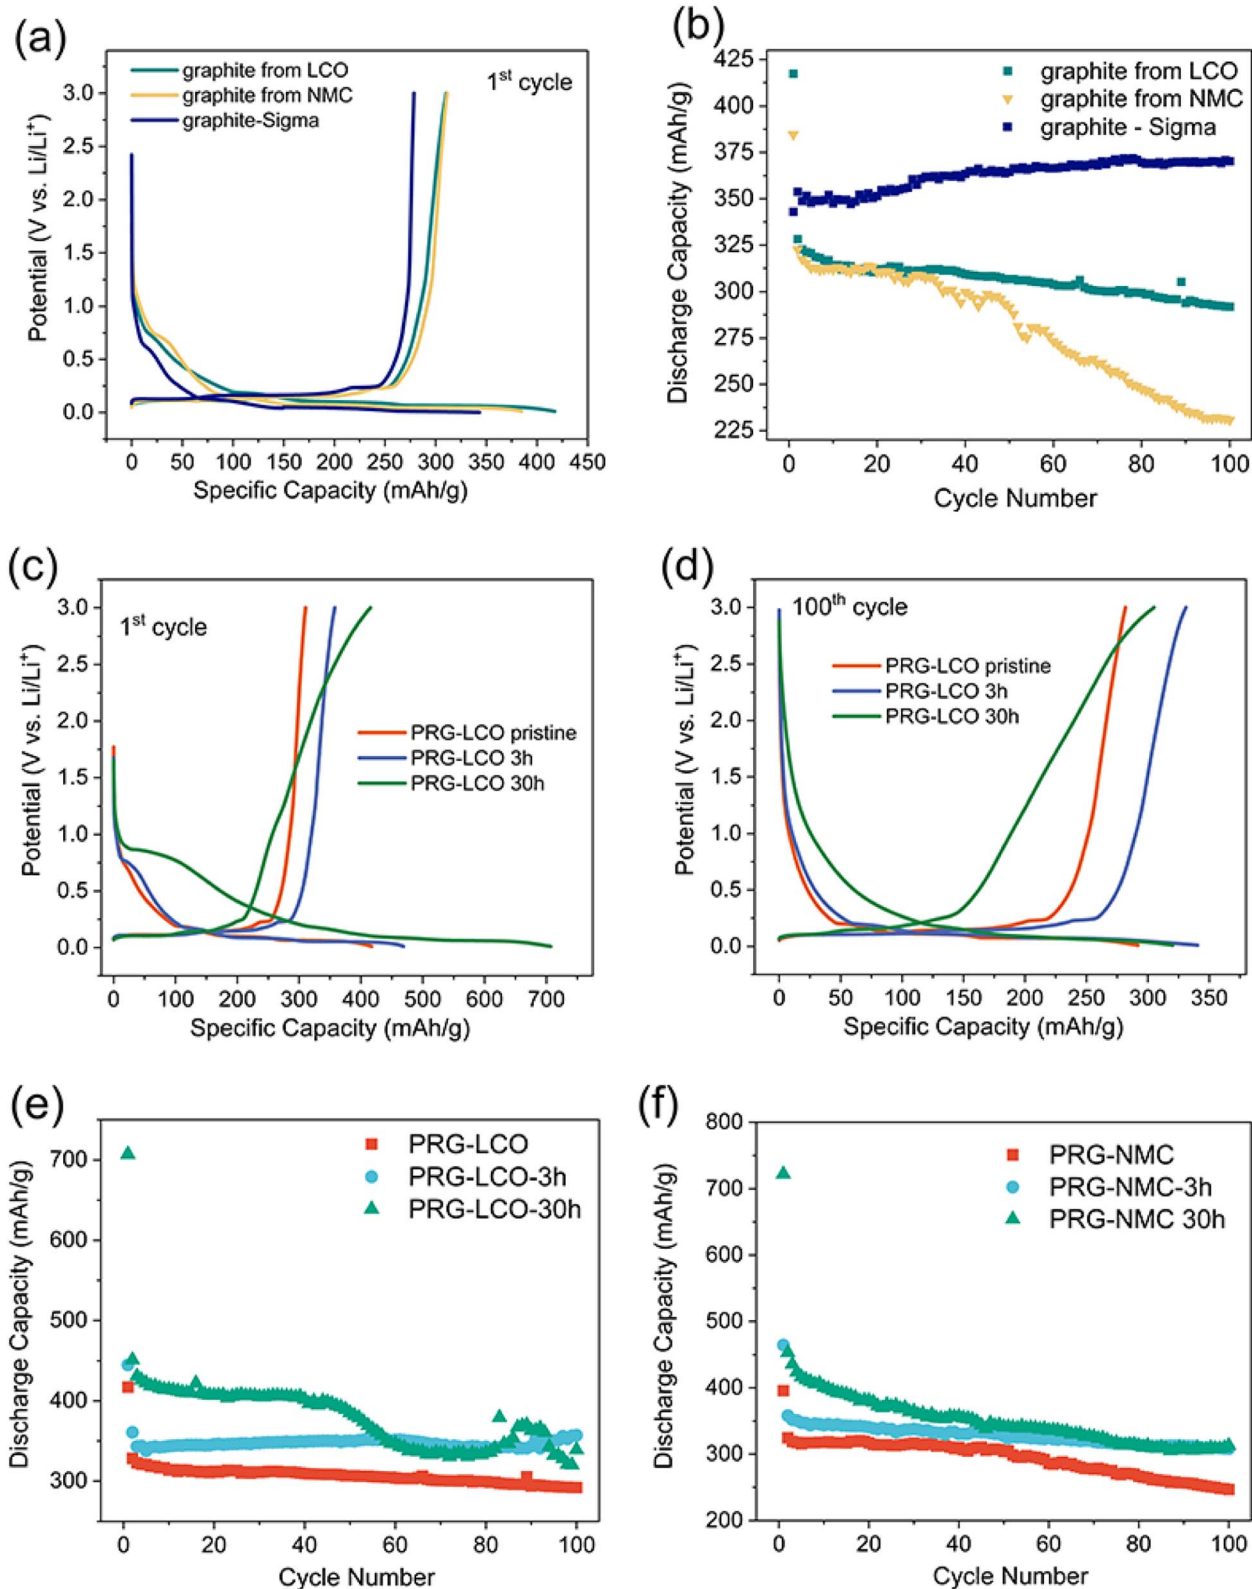 (a)
graphite from LCO
graphite from NMC
graphite-Sigma
1st cycle
3.0
2.5
2.0
1.5
1.0
0.5
0.0
Potential (V vs. Li/Li+)
0 50 100 150 200 250 300 350 400 450
Specific Capacity (mAh/g)
(b)
graphite from LCO
graphite from NMC
graphite - Sigma
425
400
375
350
325
300
275
250
225
Discharge Capacity (mAh/g)
0 20 40 60 80 100
Cycle Number
(c)
1st cycle
PRG-LCO pristine
PRG-LCO 3h
PRG-LCO 30h
3.0
2.5
2.0
1.5
1.0
0.5
0.0
Potential (V vs. Li/Li+)
0 100 200 300 400 500 600 700
Specific Capacity (mAh/g)
(d)
100th cycle
PRG-LCO pristine
PRG-LCO 3h
PRG-LCO 30h
3.0
2.5
2.0
1.5
1.0
0.5
0.0
Potential (V vs. Li/Li+)
0 50 100 150 200 250 300 350
Specific Capacity (mAh/g)
(e)
PRG-LCO
PRG-LCO-3h
PRG-LCO-30h
700
600
500
400
300
Discharge Capacity (mAh/g)
0 20 40 60 80 100
Cycle Number
(f)
PRG-NMC
PRG-NMC-3h
PRG-NMC 30h
800
700
600
500
400
300
200
Discharge Capacity (mAh/g)
0 20 40 60 80 100
Cycle Number